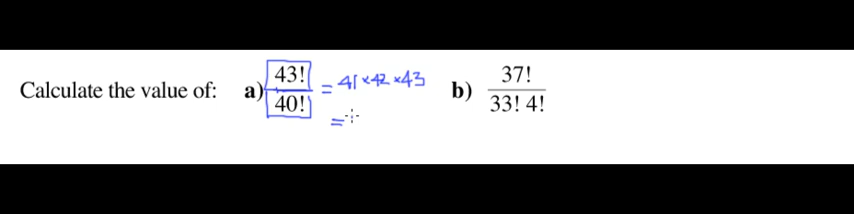 Calculate the value of: a) 43!/40! = 41 × 42 × 43 b) 37!/33! 4!
=